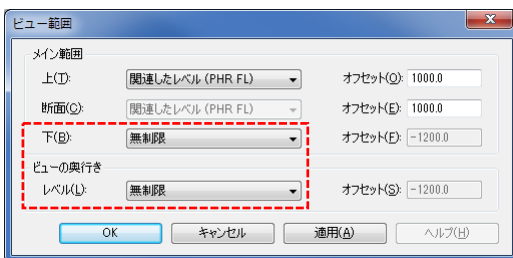 ビュー範囲
メイン範囲
上(T): 関連したレベル (PHR FL) オフセット(O): 1000.0
断面(C): 関連したレベル (PHR FL) オフセット(E): 1000.0
下(B): 無制限 オフセット(F): -1200.0
ビューの奥行き
レベル(L): 無制限 オフセット(S): -1200.0
OK キャンセル 適用(A) ヘルプ(H)